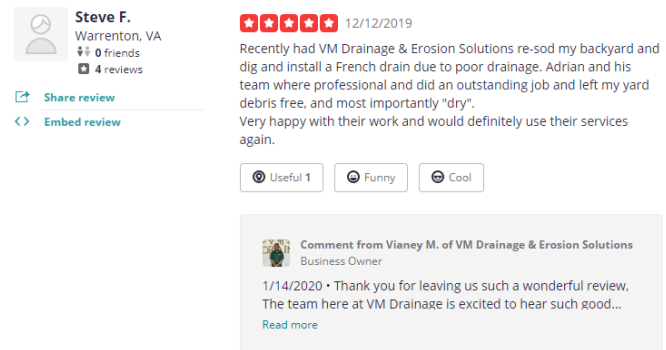 Steve F.
Warrenton, VA
0 friends
4 reviews
Share review
Embed review
12/12/2019
Recently had VM Drainage & Erosion Solutions re-sod my backyard and
dig and install a French drain due to poor drainage. Adrian and his
team where professional and did an outstanding job and left my yard
debris free, and most importantly "dry".
Very happy with their work and would definitely use their services
again.
Useful 1
Funny
Cool
Comment from Vianey M. of VM Drainage & Erosion Solutions
Business Owner
1/14/2020 • Thank you for leaving us such a wonderful review,
The team here at VM Drainage is excited to hear such good...
Read more